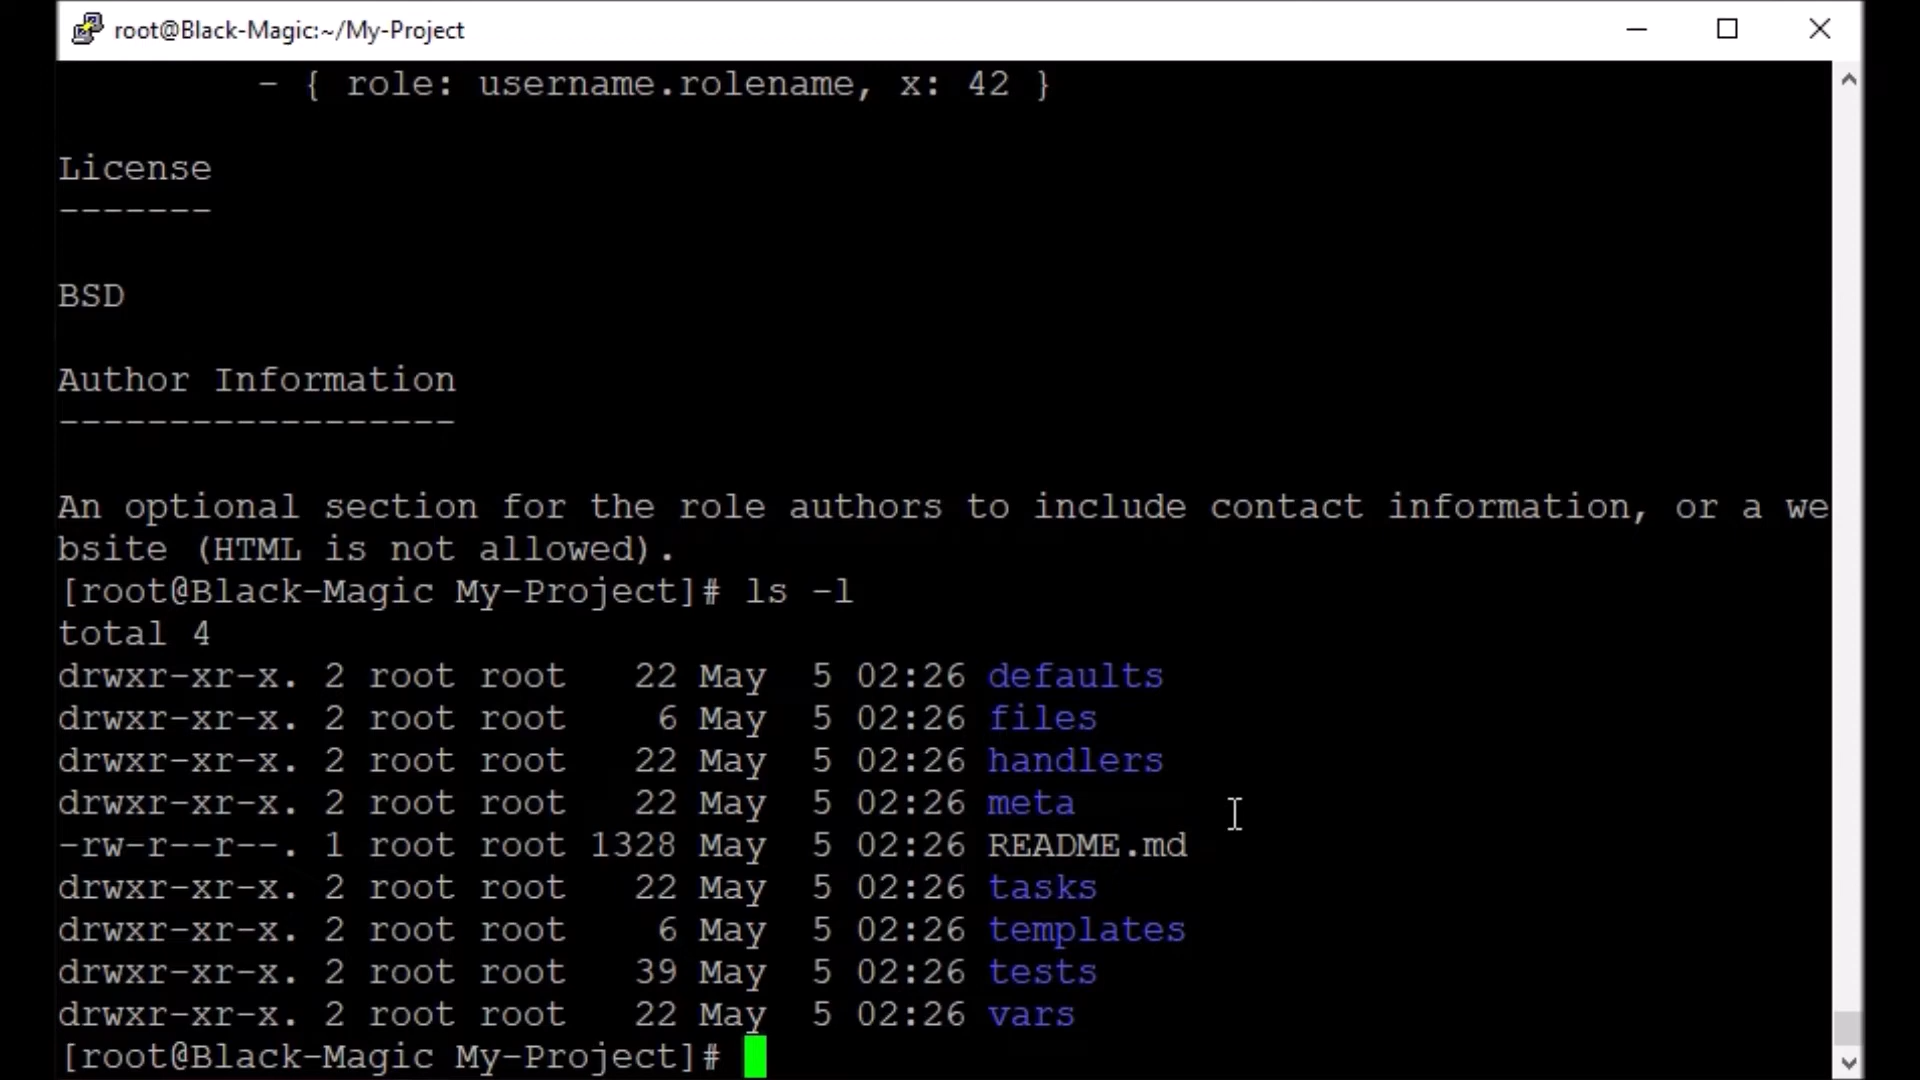 root@Black-Magic:~/My-Project
- { role: username.rolename, x: 42 }
License
-------
BSD
Author Information
------------------
An optional section for the role authors to include contact information, or a we
bsite (HTML is not allowed).
[root@Black-Magic My-Project]# ls -l
total 4
drwxr-xr-x. 2 root root   22 May  5 02:26 defaults
drwxr-xr-x. 2 root root    6 May  5 02:26 files
drwxr-xr-x. 2 root root   22 May  5 02:26 handlers
drwxr-xr-x. 2 root root   22 May  5 02:26 meta
-rw-r--r--. 1 root root 1328 May  5 02:26 README.md
drwxr-xr-x. 2 root root   22 May  5 02:26 tasks
drwxr-xr-x. 2 root root    6 May  5 02:26 templates
drwxr-xr-x. 2 root root   39 May  5 02:26 tests
drwxr-xr-x. 2 root root   22 May  5 02:26 vars
[root@Black-Magic My-Project]#